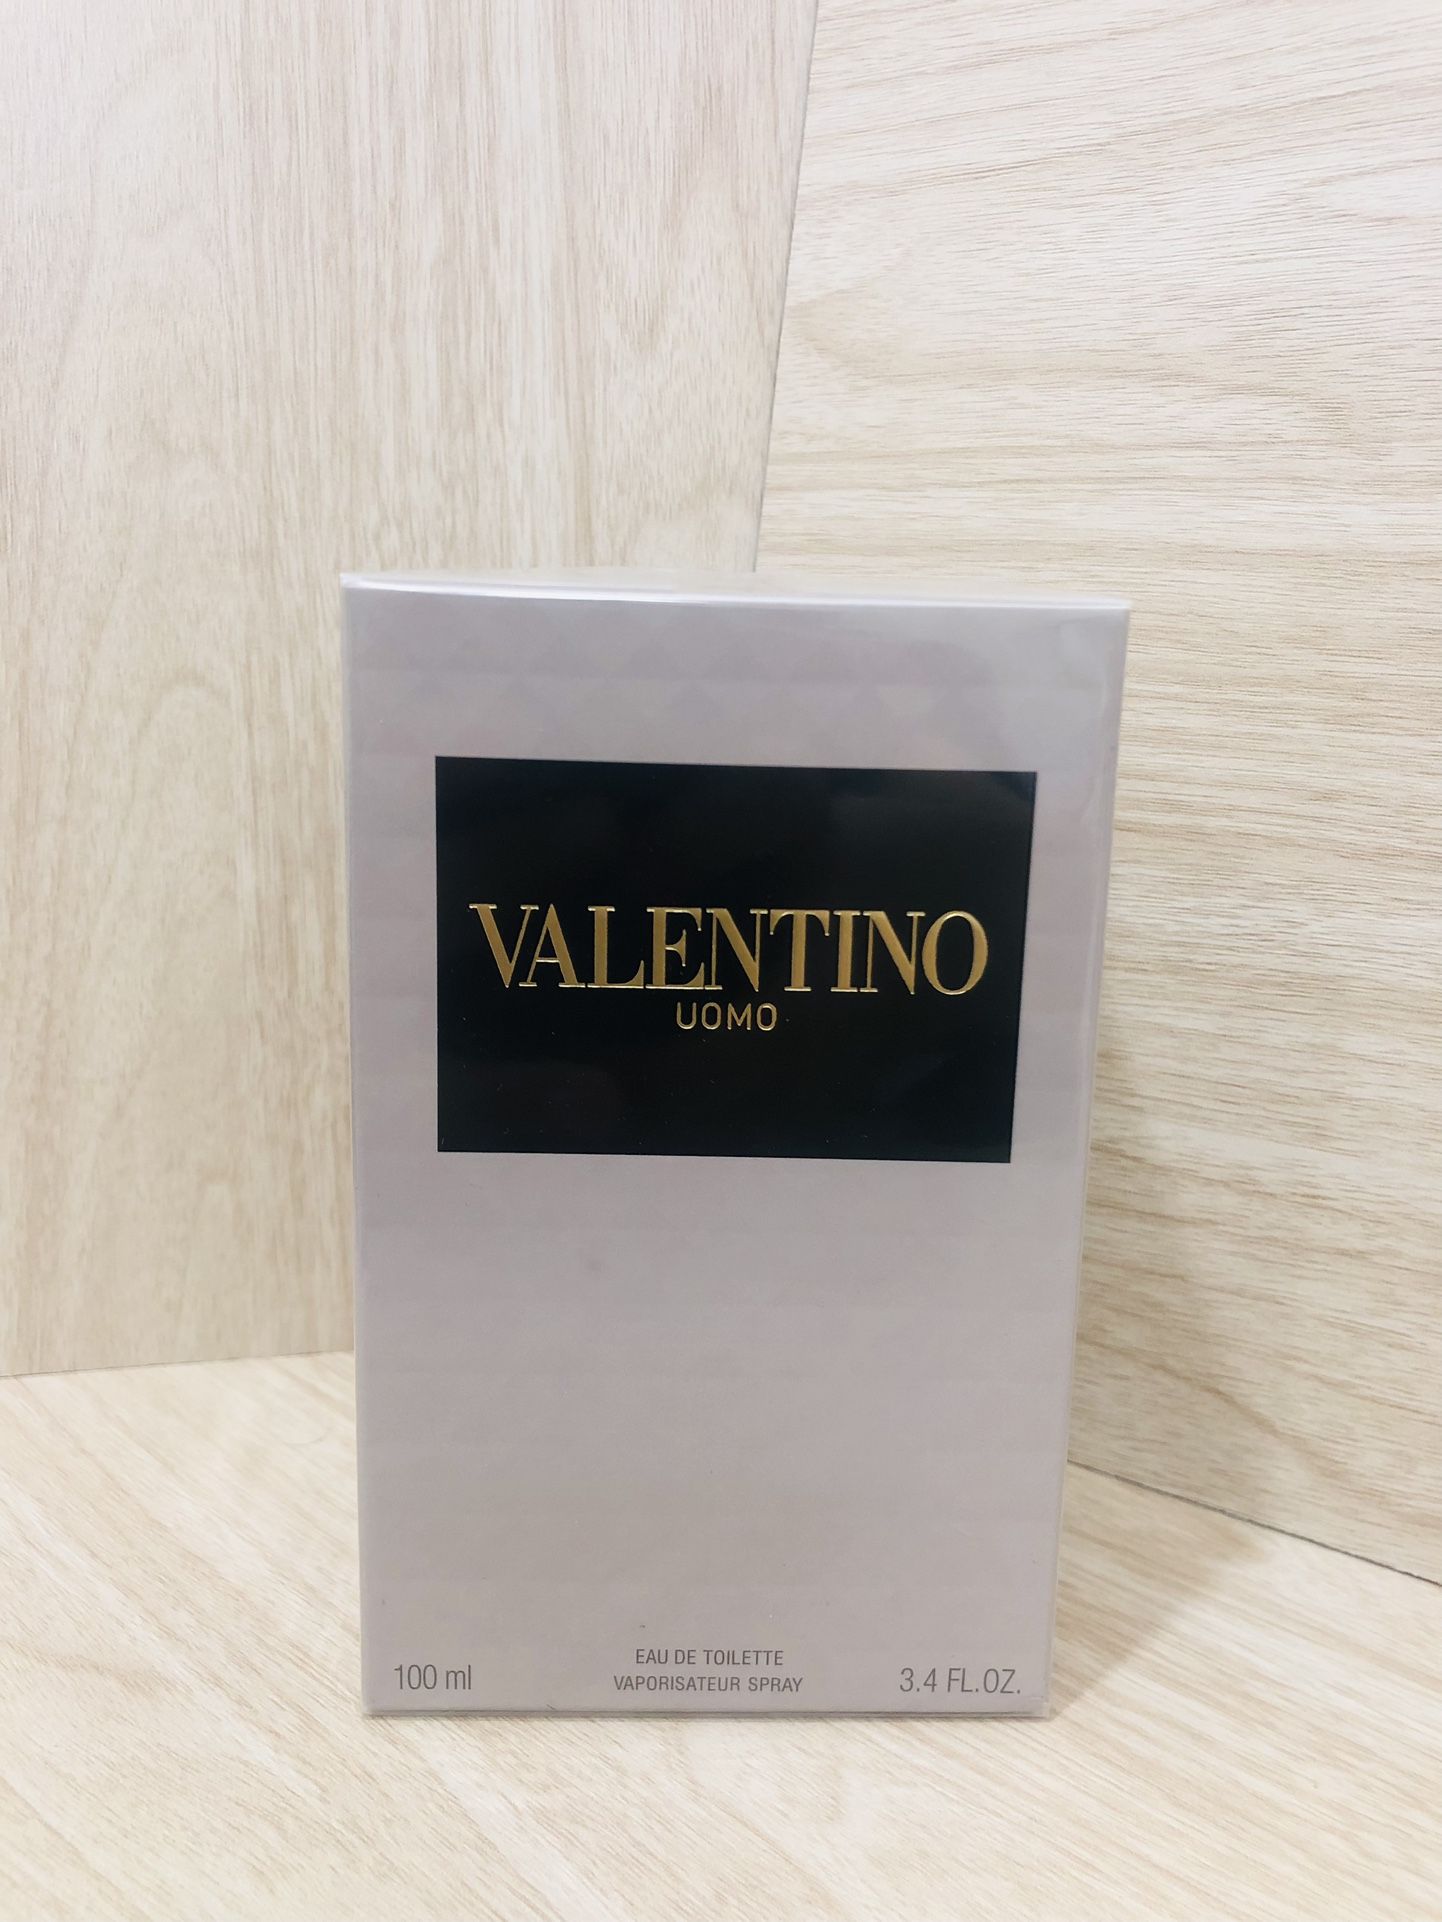 VALENTINO
UOMO
EAU DE TOILETTE
100 ml VAPORISATEUR SPRAY 3.4 FL.OZ.